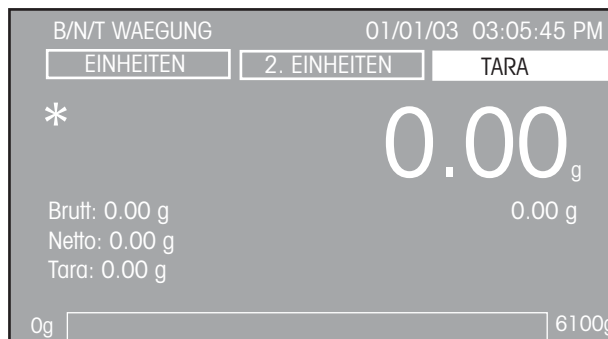 B/N/T WAEGUNG 01/01/03 03:05:45 PM
EINHEITEN 2. EINHEITEN TARA
* 0.00 g
Brutt: 0.00 g 0.00 g
Netto: 0.00 g
Tara: 0.00 g
0g 6100g